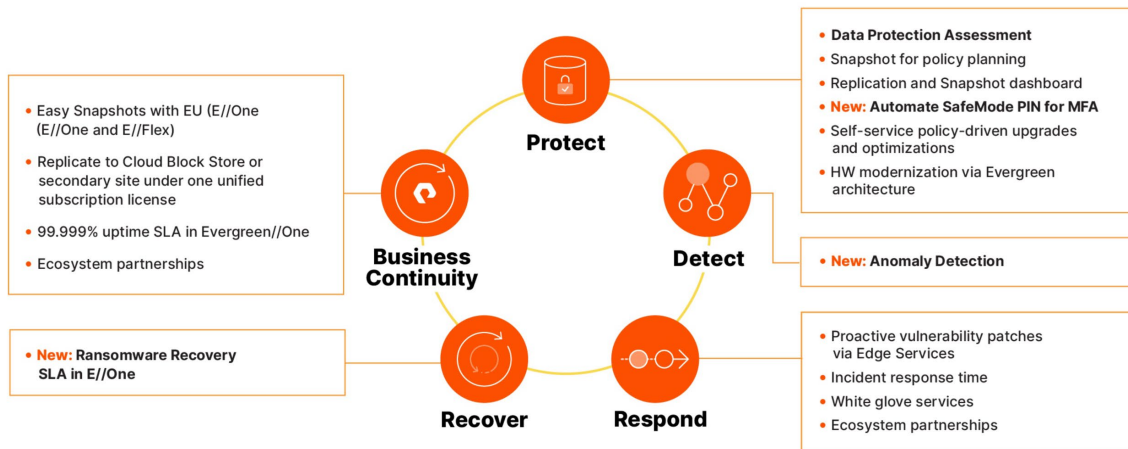 Protect
• Data Protection Assessment
• Snapshot for policy planning
• Replication and Snapshot dashboard
• New: Automate SafeMode PIN for MFA
• Self-service policy-driven upgrades
and optimizations
• HW modernization via Evergreen
architecture
Detect
• New: Anomaly Detection
Respond
• Proactive vulnerability patches
via Edge Services
• Incident response time
• White glove services
• Ecosystem partnerships
Recover
• New: Ransomware Recovery
SLA in E//One
Business
Continuity
• Easy Snapshots with EU (E//One
(E//One and E//Flex)
• Replicate to Cloud Block Store or
secondary site under one unified
subscription license
• 99.999% uptime SLA in Evergreen//One
• Ecosystem partnerships